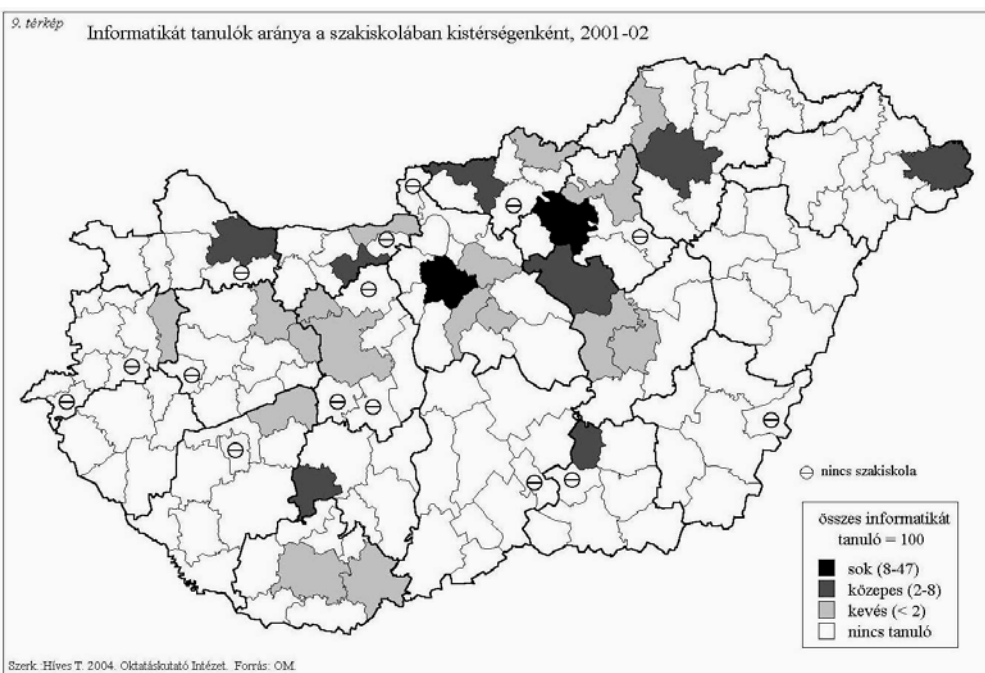 9. térkép
Informatikát tanulók aránya a szakiskolában kistérségenként, 2001-02
nincs szakiskola
összes informatikát
tanuló = 100
sok (8-47)
közepes (2-8)
kevés (< 2)
nincs tanuló
Szerk.:Híves T. 2004. Oktatáskutató Intézet. Forrás: OM.